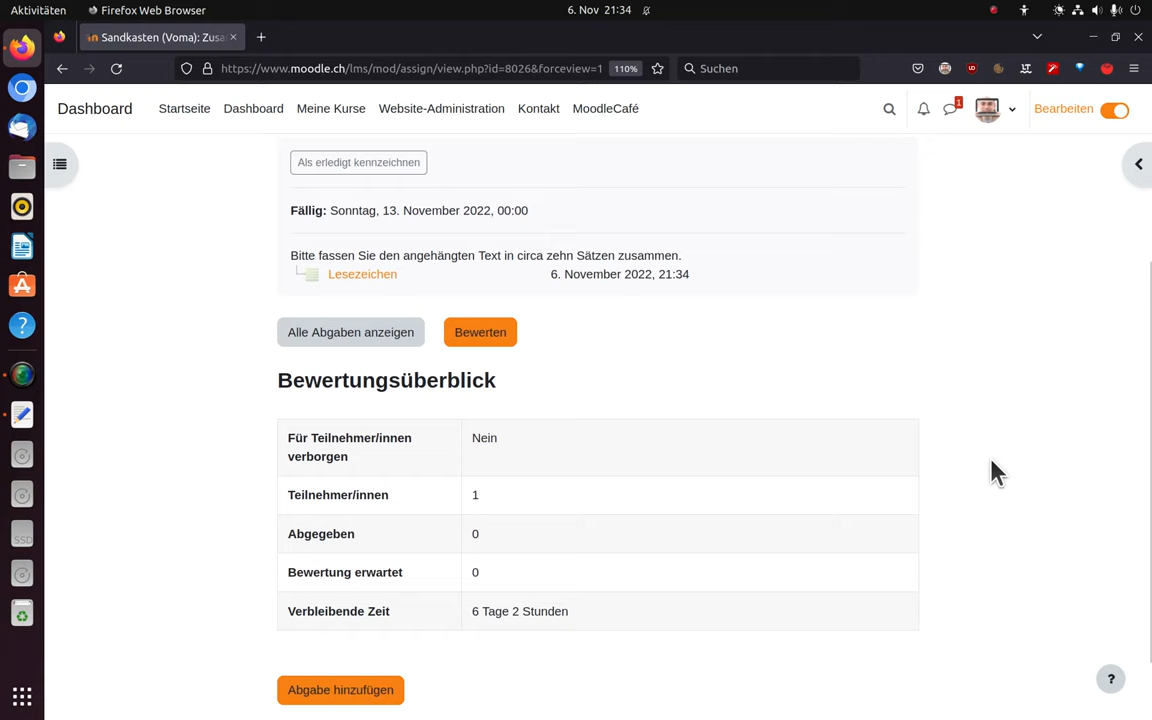 Aktivitäten
Firefox Web Browser
6. Nov 21:34
Sandkasten (Voma): Zusa
https://www.moodle.ch/lms/mod/assign/view.php?id=8026&forceview=1
110%
Suchen
Dashboard
Startseite
Dashboard
Meine Kurse
Website-Administration
Kontakt
MoodleCafé
1
Bearbeiten
Als erledigt kennzeichnen
Fällig: Sonntag, 13. November 2022, 00:00
Bitte fassen Sie den angehängten Text in circa zehn Sätzen zusammen.
Lesezeichen 6. November 2022, 21:34
Alle Abgaben anzeigen
Bewerten
Bewertungsüberblick
Für Teilnehmer/innen
verborgen
Nein
Teilnehmer/innen 1
Abgegeben 0
Bewertung erwartet 0
Verbleibende Zeit 6 Tage 2 Stunden
Abgabe hinzufügen
?
SSD